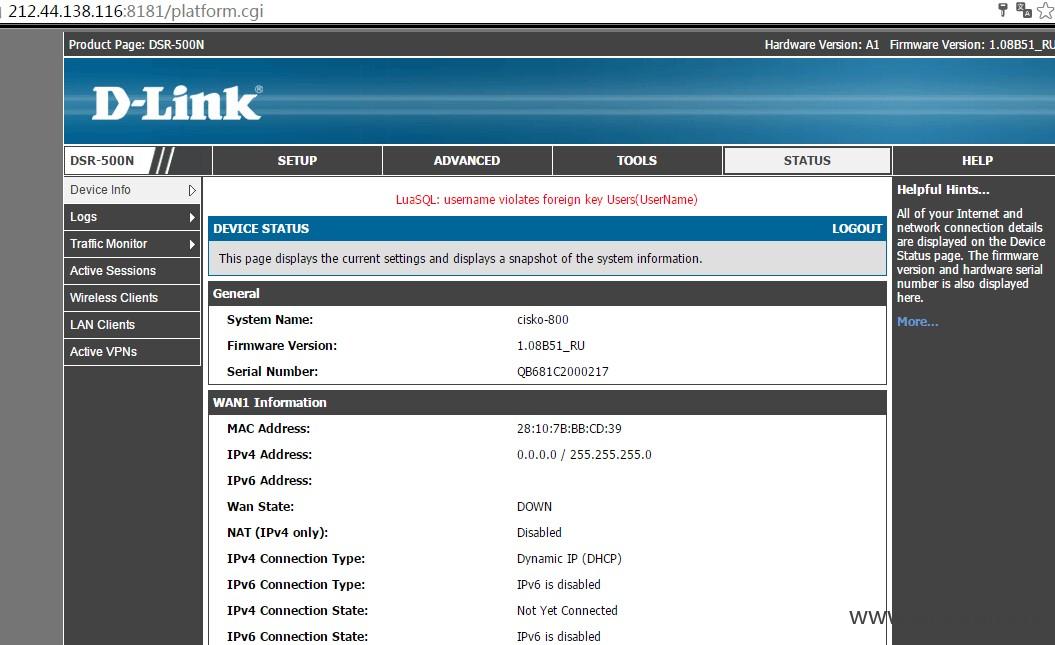 212.44.138.116:8181/platform.cgi
Product Page: DSR-500N
Hardware Version: A1 Firmware Version: 1.08B51_RU
D-Link®
DSR-500N
SETUP
ADVANCED
TOOLS
STATUS
HELP
Device Info
Logs
Traffic Monitor
Active Sessions
Wireless Clients
LAN Clients
Active VPNs
LuaSQL: username violates foreign key Users(UserName)
DEVICE STATUS
LOGOUT
This page displays the current settings and displays a snapshot of the system information.
General
System Name: cisko-800
Firmware Version: 1.08B51_RU
Serial Number: QB681C2000217
WAN1 Information
MAC Address: 28:10:7B:BB:CD:39
IPv4 Address: 0.0.0.0 / 255.255.255.0
IPv6 Address:
Wan State: DOWN
NAT (IPv4 only): Disabled
IPv4 Connection Type: Dynamic IP (DHCP)
IPv6 Connection Type: IPv6 is disabled
IPv4 Connection State: Not Yet Connected
IPv6 Connection State: IPv6 is disabled
Helpful Hints...
All of your Internet and
network connection details
are displayed on the Device
Status page. The firmware
version and hardware serial
number is also displayed
here.
More...